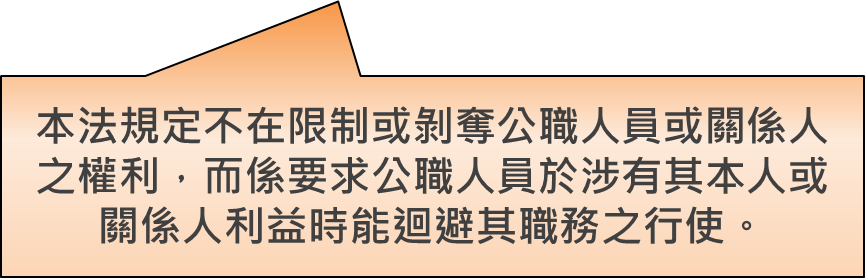 本法規定不在限制或剝奪公職人員或關係人
之權利，而係要求公職人員於涉有其本人或
關係人利益時能迴避其職務之行使。